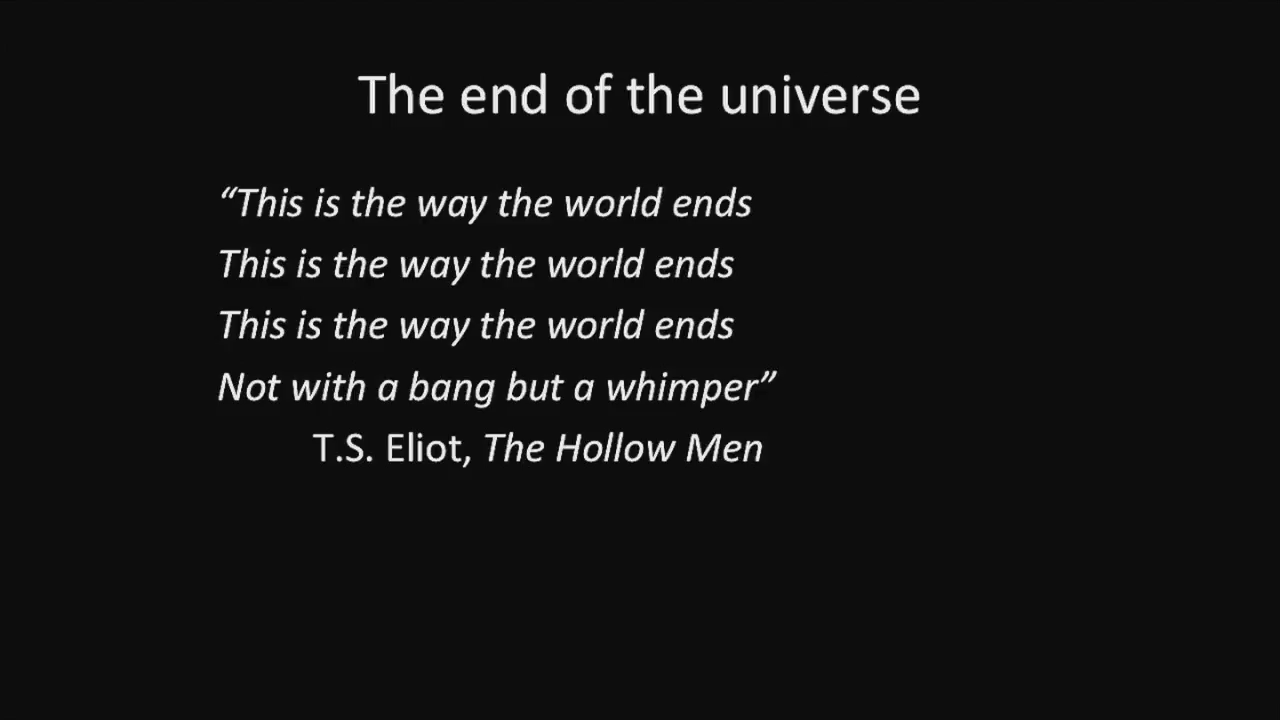 The end of the universe
“This is the way the world ends
This is the way the world ends
This is the way the world ends
Not with a bang but a whimper”
T.S. Eliot, The Hollow Men